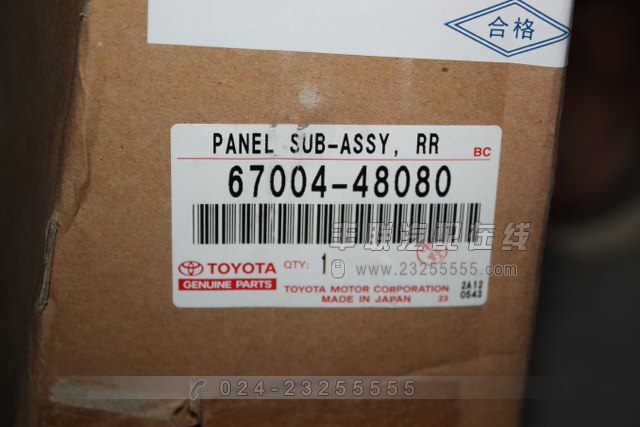 合格
PANEL SUB-ASSY, RR BC
67004-48080
丰联汽配在线
TOYOTA QTY: 1 www.23255555.com
GENUINE PARTS TOYOTA MOTOR CORPORATION 2A12
MADE IN JAPAN 23 0543
024-23255555